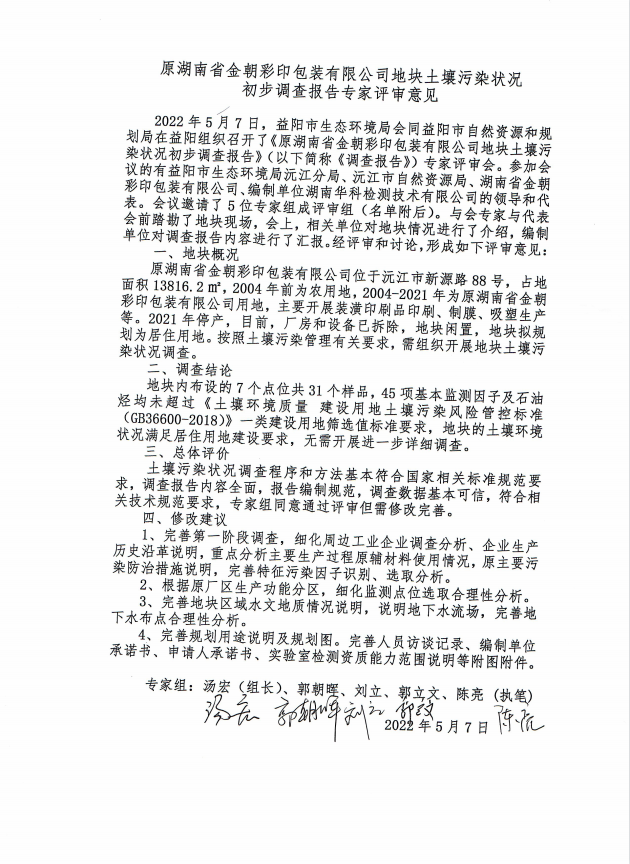 原湖南省金朝彩印包装有限公司地块土壤污染状况
初步调查报告专家评审意见
2022年5月7日，益阳市生态环境局会同益阳市自然资源和规
划局在益阳组织召开了《原湖南省金朝彩印包装有限公司地块土壤污
染状况初步调查报告》（以下简称《调查报告》）专家评审会。参加会
议的有益阳市生态环境局沅江分局、沅江市自然资源局、湖南省金朝
彩印包装有限公司、编制单位湖南华科检测技术有限公司的领导和代
表。会议邀请了5位专家组成评审组（名单附后）。与会专家与代表
会前踏勘了地块现场，会上，相关单位对地块情况进行了介绍，编制
单位对调查报告内容进行了汇报。经评审和讨论，形成如下评审意见：
一、地块概况
原湖南省金朝彩印包装有限公司位于沅江市新源路88号，占地
面积13816.2㎡，2004年前为农用地，2004-2021年为原湖南省金朝
彩印包装有限公司用地，主要开展装潢印刷品印刷、制膜、吸塑生产
等。2021年停产，目前，厂房和设备已拆除，地块闲置，地块拟规
划为居住用地。按照土壤污染管理有关要求，需组织开展地块土壤污
染状况调查。
二、调查结论
地块内布设的7个点位共31个样品，45项基本监测因子及石油
烃均未超过《土壤环境质量 建设用地土壤污染风险管控标准
（GB36600-2018)》一类建设用地筛选值标准要求，地块的土壤环境
状况满足居住用地建设要求，无需开展进一步详细调查。
三、总体评价
土壤污染状况调查程序和方法基本符合国家相关标准规范要
求，调查报告内容全面，报告编制规范，调查数据基本可信，符合相
关技术规范要求，专家组同意通过评审但需修改完善。
四、修改建议
1、完善第一阶段调查，细化周边工业企业调查分析、企业生产
历史沿革说明，重点分析主要生产过程原辅材料使用情况，原主要污
染防治措施说明，完善特征污染因子识别、选取分析。
2、根据原厂区生产功能分区，细化监测点位选取合理性分析。
3、完善地块区域水文地质情况说明，说明地下水流场，完善地
下水布点合理性分析。
4、完善规划用途说明及规划图。完善人员访谈记录、编制单位
承诺书、申请人承诺书、实验室检测资质能力范围说明等附图附件。
专家组：汤宏（组长）、郭朝晖、刘立、郭立文、陈亮（执笔）
汤宏 郭朝晖 刘立 郭立文 陈亮
2022年5月7日